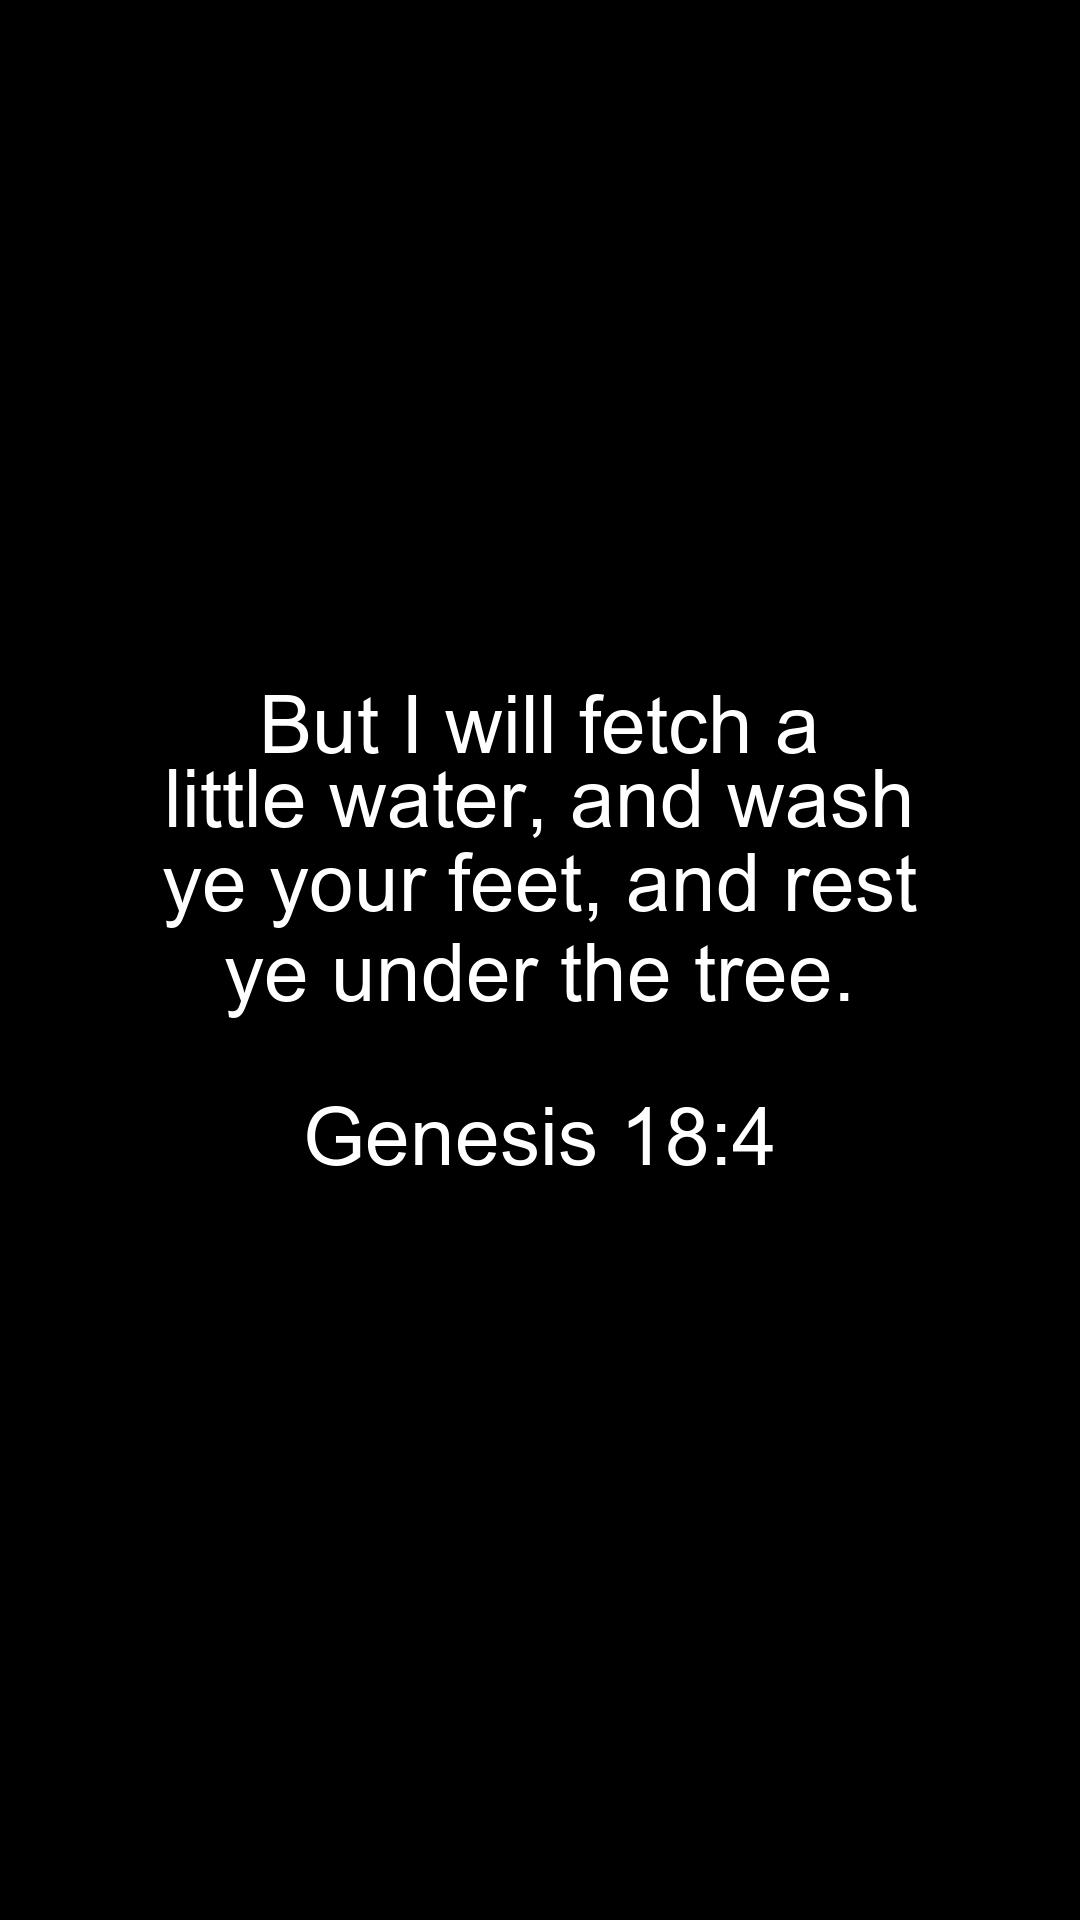 But I will fetch a
little water, and wash
ye your feet, and rest
ye under the tree.
Genesis 18:4